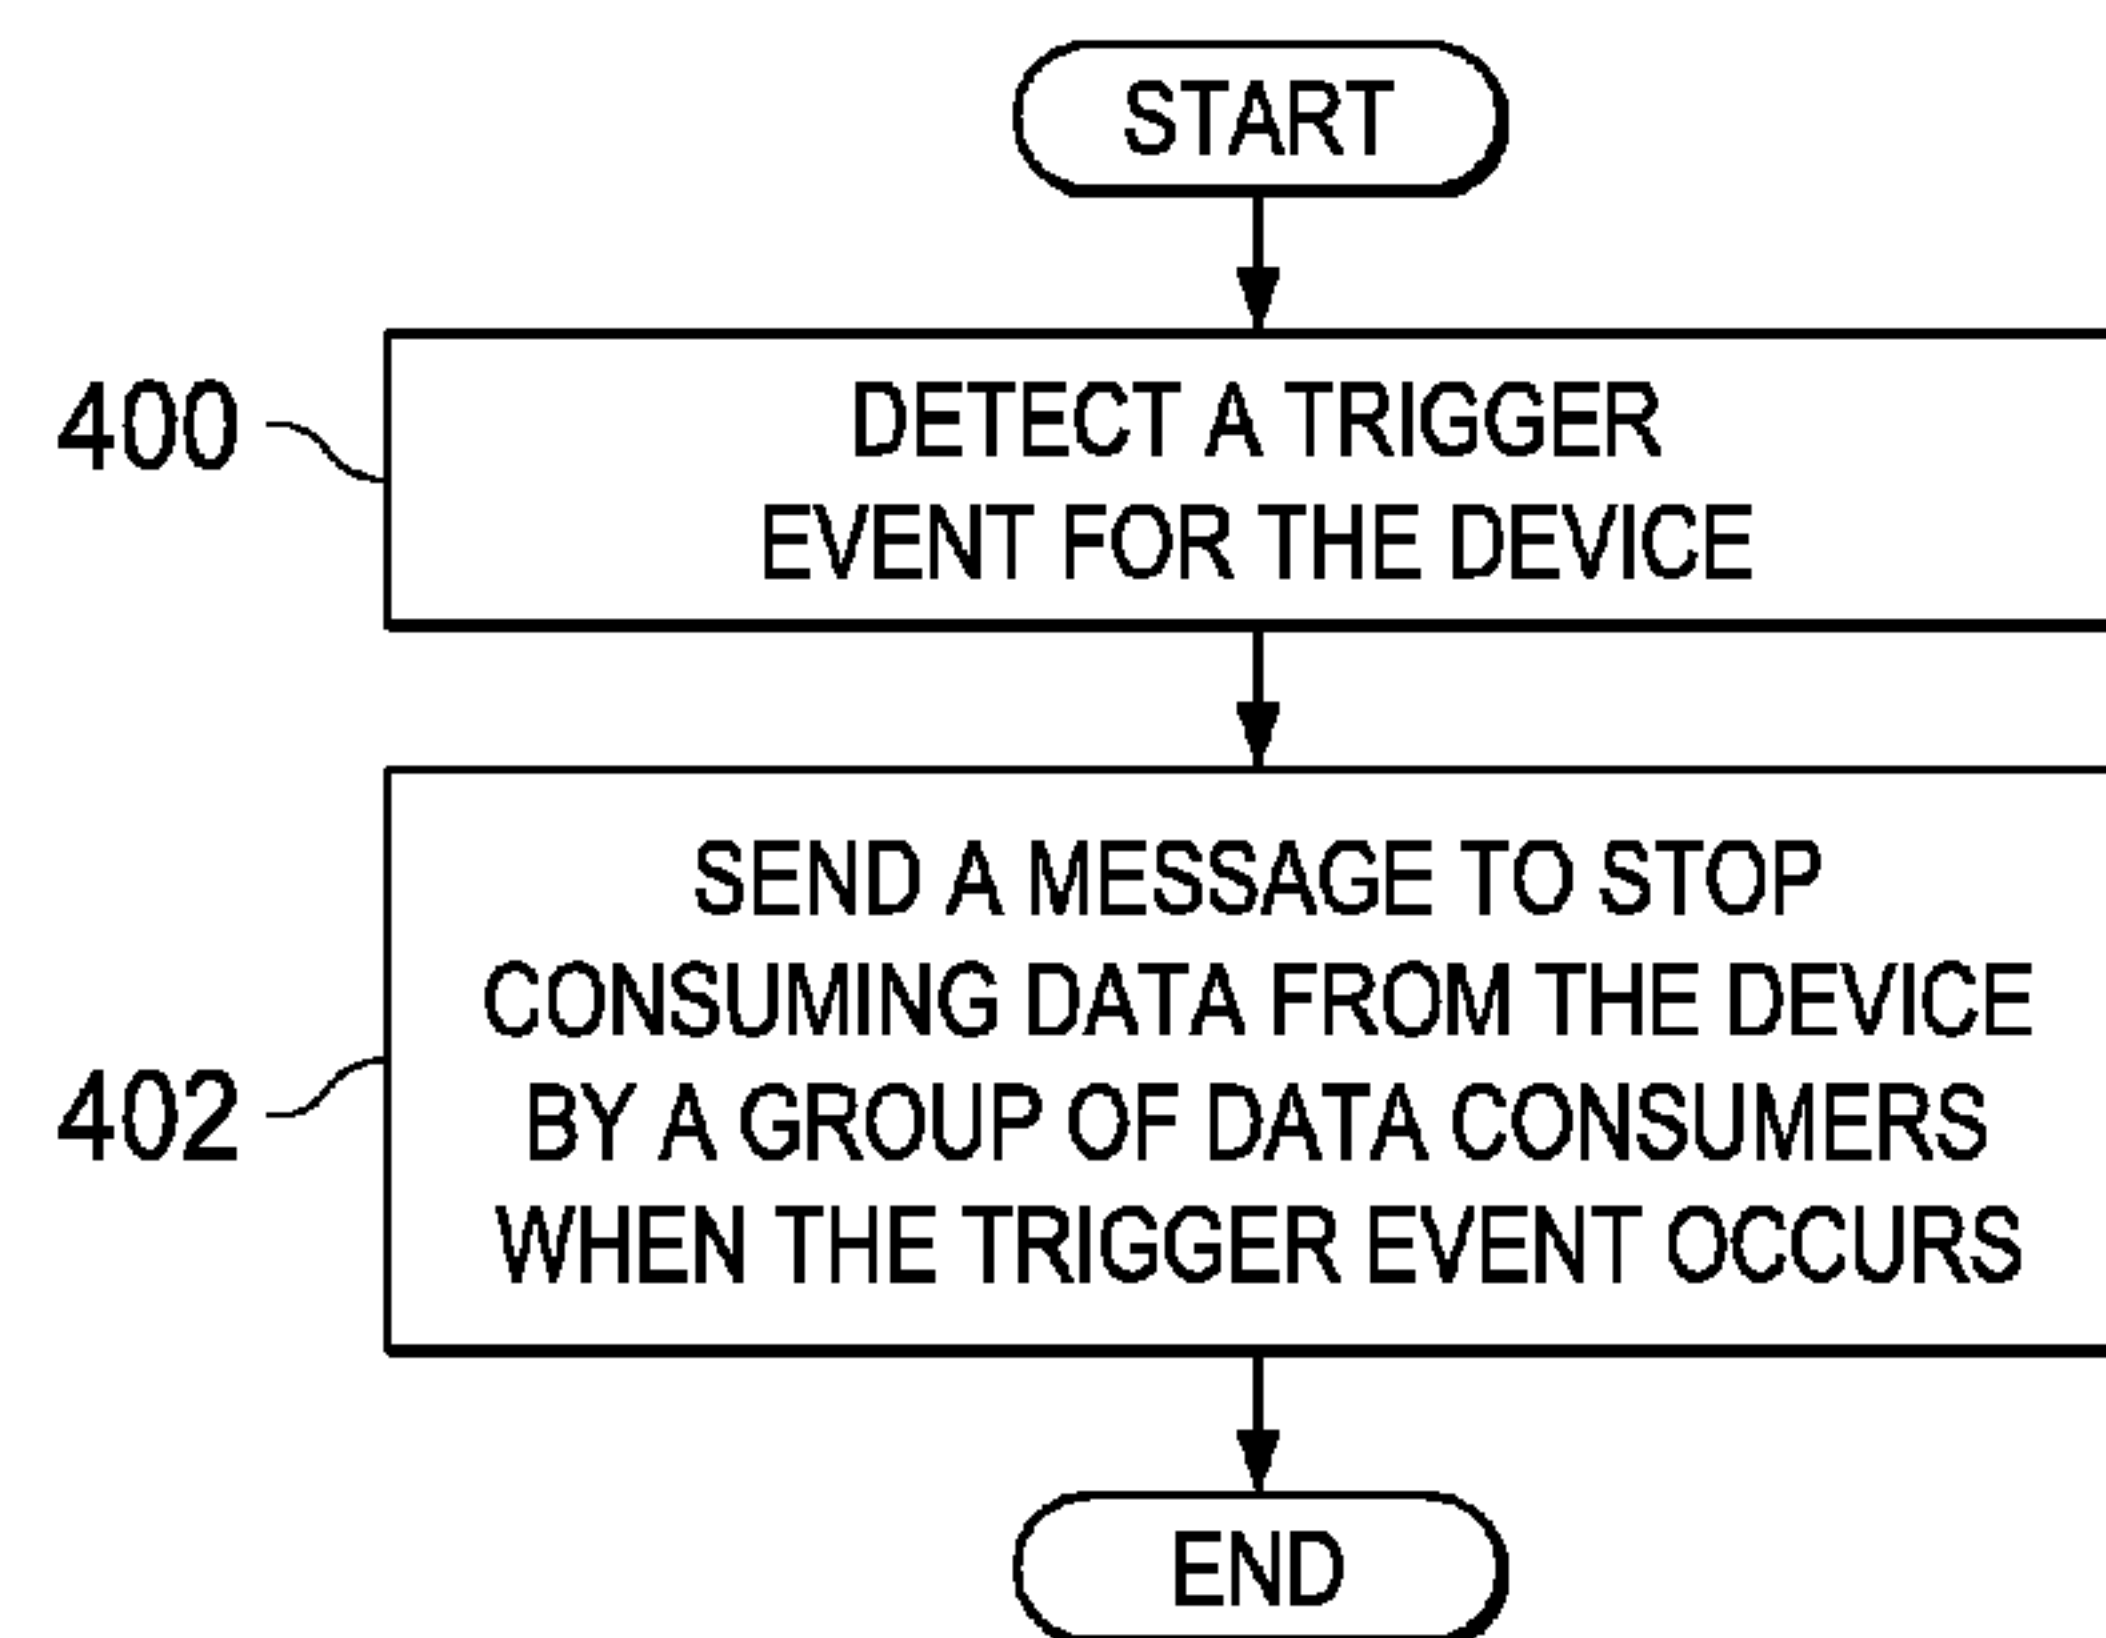 START
400
DETECT A TRIGGER
EVENT FOR THE DEVICE
402
SEND A MESSAGE TO STOP
CONSUMING DATA FROM THE DEVICE
BY A GROUP OF DATA CONSUMERS
WHEN THE TRIGGER EVENT OCCURS
END